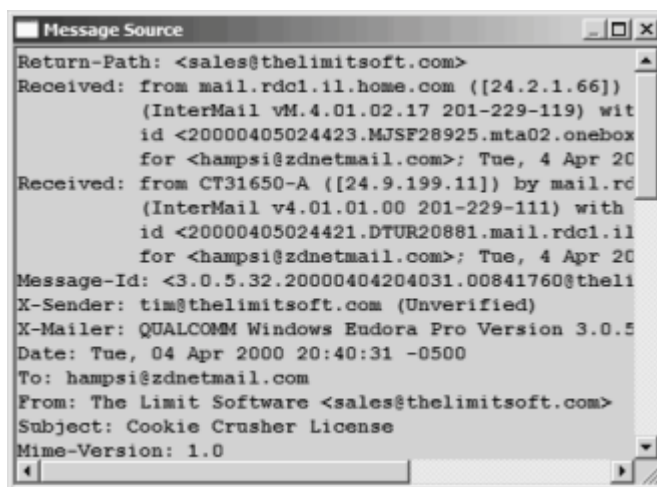 Message Source
Return-Path: <sales@thelimitsoft.com>
Received: from mail.rdc1.il.home.com ([24.2.1.66])
(InterMail vM.4.01.02.17 201-229-119) wit
id <20000405024423.MJSF28925.mta02.onebox
for <hampsi@zdnetmail.com>; Tue, 4 Apr 20
Received: from CT31650-A ([24.9.199.11]) by mail.rd
(InterMail v4.01.01.00 201-229-111) with
id <20000405024421.DTUR20881.mail.rdc1.il
for <hampsi@zdnetmail.com>; Tue, 4 Apr 20
Message-Id: <3.0.5.32.20000404204031.00841760@theli
X-Sender: tim@thelimitsoft.com (Unverified)
X-Mailer: QUALCOMM Windows Eudora Pro Version 3.0.5
Date: Tue, 04 Apr 2000 20:40:31 -0500
To: hampsi@zdnetmail.com
From: The Limit Software <sales@thelimitsoft.com>
Subject: Cookie Crusher License
Mime-Version: 1.0